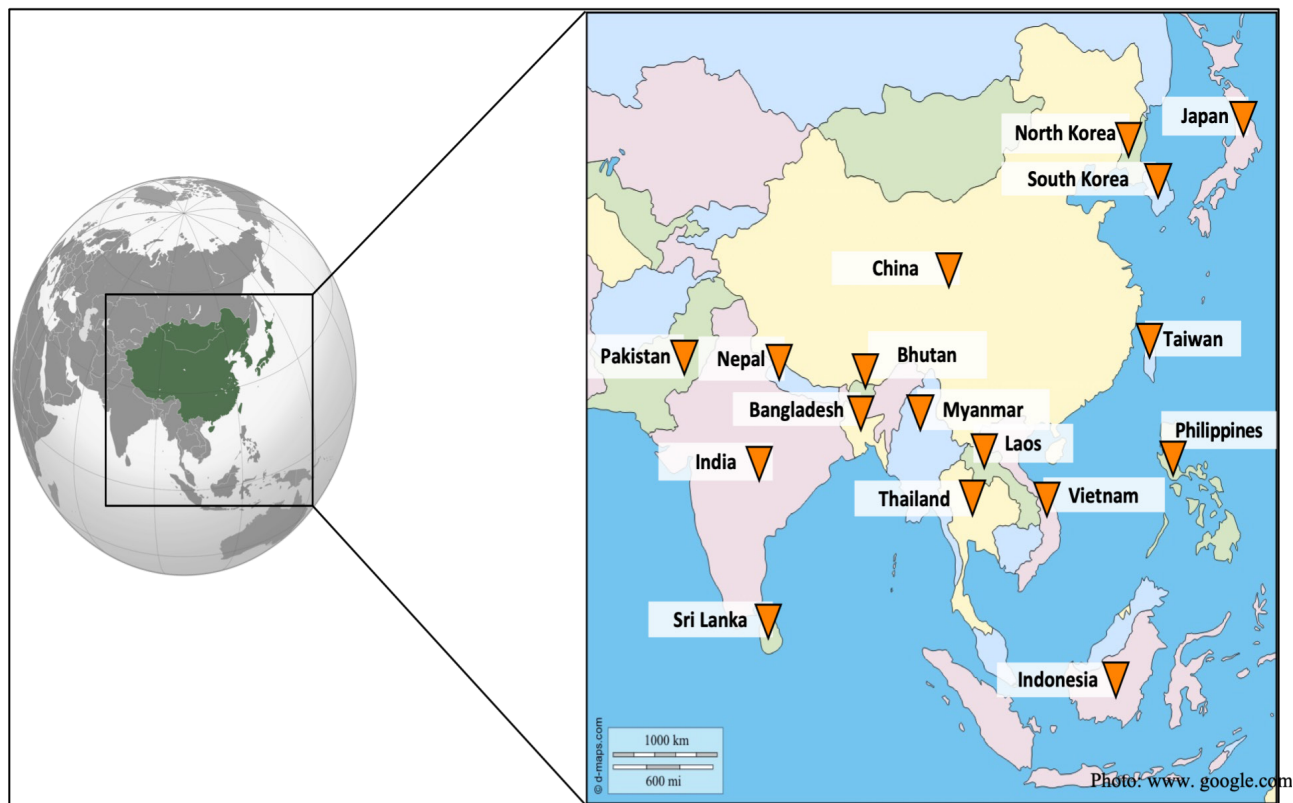 Japan
North Korea
South Korea
China
Taiwan
Pakistan
Nepal
Bhutan
Bangladesh
Myanmar
Philippines
Laos
India
Thailand
Vietnam
Sri Lanka
Indonesia
1000 km
600 mi
© d-maps.com
Photo: www. google.com